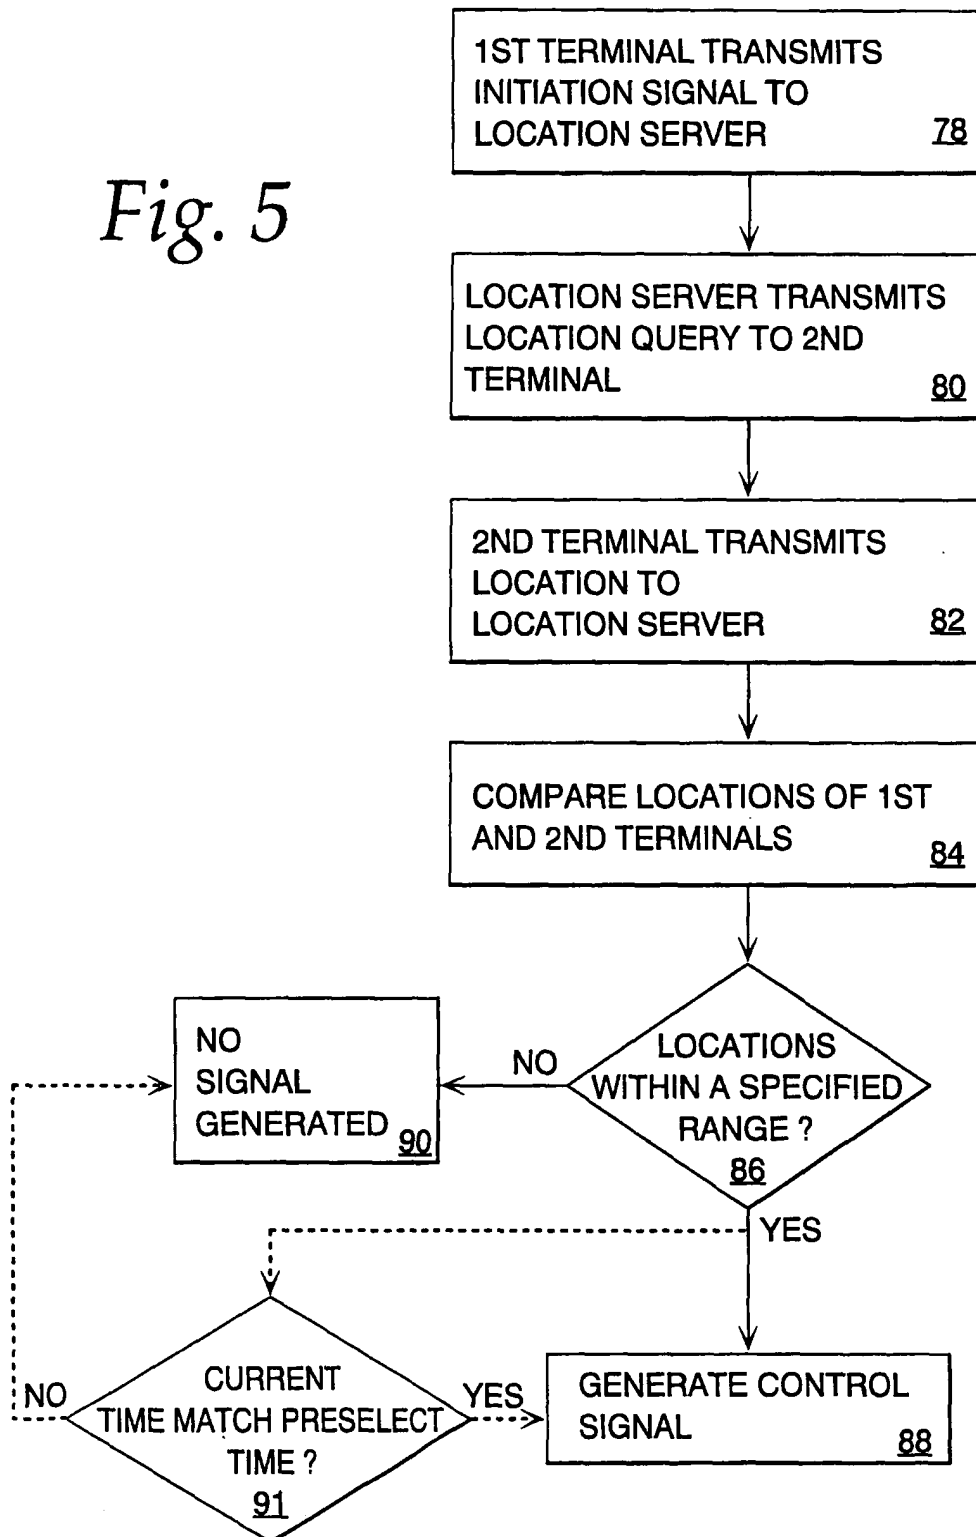 Fig. 5
1ST TERMINAL TRANSMITS
INITIATION SIGNAL TO
LOCATION SERVER
78
LOCATION SERVER TRANSMITS
LOCATION QUERY TO 2ND
TERMINAL
80
2ND TERMINAL TRANSMITS
LOCATION TO
LOCATION SERVER
82
COMPARE LOCATIONS OF 1ST
AND 2ND TERMINALS
84
LOCATIONS
WITHIN A SPECIFIED
RANGE ?
86
NO
NO
SIGNAL
GENERATED
90
YES
CURRENT
TIME MATCH PRESELECT
TIME ?
91
NO
YES
GENERATE CONTROL
SIGNAL
88